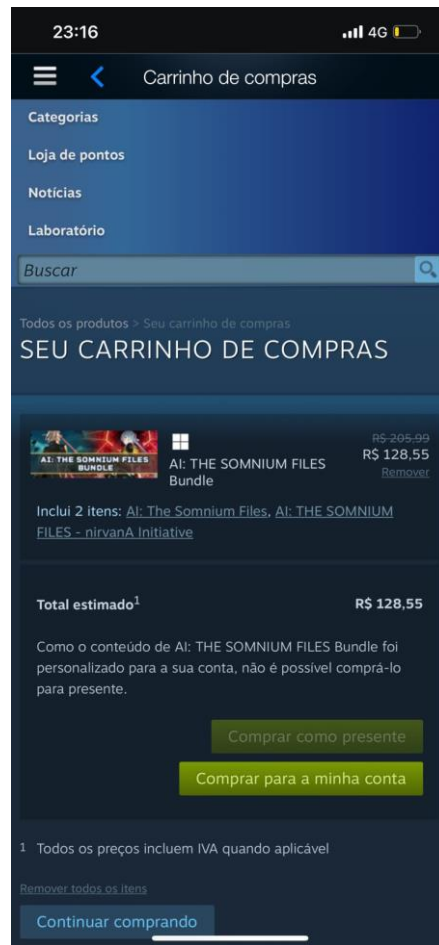 23:16
4G
Carrinho de compras
Categorias
Loja de pontos
Notícias
Laboratório
Buscar
Todos os produtos > Seu carrinho de compras
SEU CARRINHO DE COMPRAS
AI: THE SOMNIUM FILES
BUNDLE
AI: THE SOMNIUM FILES
Bundle
R$ 205,99
R$ 128,55
Remover
Inclui 2 itens: AI: The Somnium Files, AI: THE SOMNIUM
FILES - nirvanA Initiative
Total estimado¹
R$ 128,55
Como o conteúdo de AI: THE SOMNIUM FILES Bundle foi
personalizado para a sua conta, não é possível comprá-lo
para presente.
Comprar como presente
Comprar para a minha conta
1 Todos os preços incluem IVA quando aplicável
Remover todos os itens
Continuar comprando